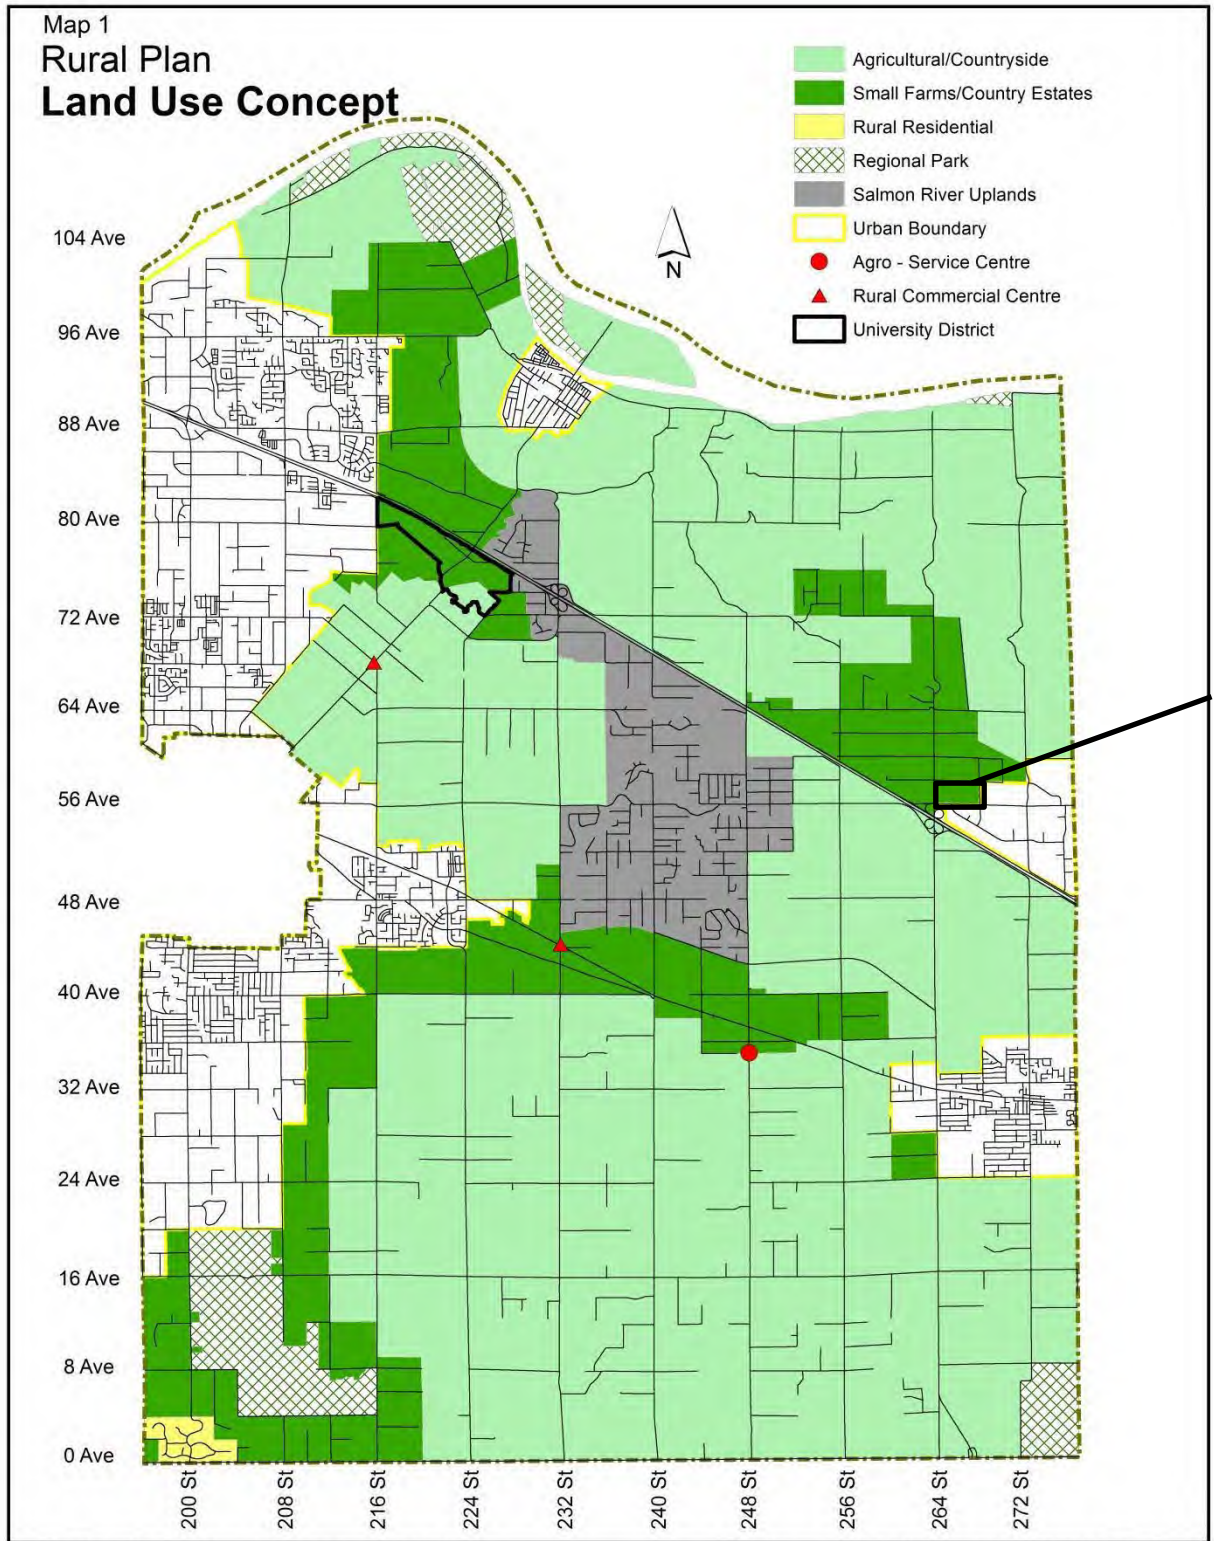 Map 1
Rural Plan
Land Use Concept
Agricultural/Countryside
Small Farms/Country Estates
Rural Residential
Regional Park
Salmon River Uplands
Urban Boundary
Agro - Service Centre
Rural Commercial Centre
University District
N
104 Ave
96 Ave
88 Ave
80 Ave
72 Ave
64 Ave
56 Ave
48 Ave
40 Ave
32 Ave
24 Ave
16 Ave
8 Ave
0 Ave
200 St
208 St
216 St
224 St
232 St
240 St
248 St
256 St
264 St
272 St